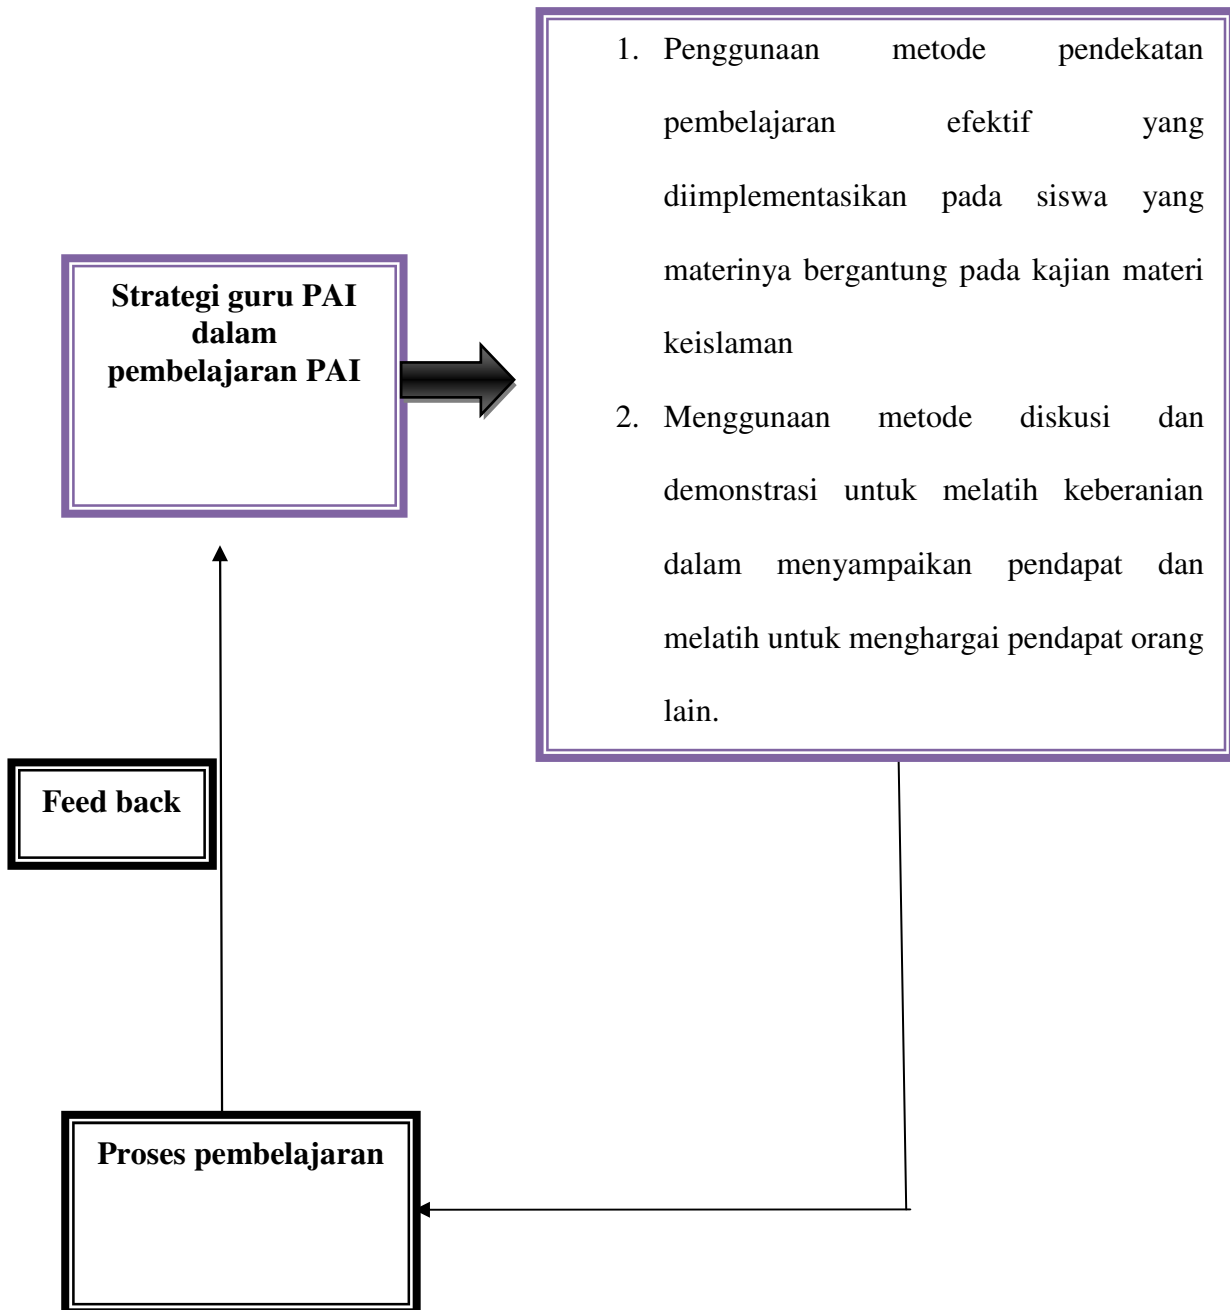 Strategi guru PAI
dalam
pembelajaran PAI
1. Penggunaan metode pendekatan
pembelajaran efektif yang
diimplementasikan pada siswa yang
materinya bergantung pada kajian materi
keislaman
2. Menggunaan metode diskusi dan
demonstrasi untuk melatih keberanian
dalam menyampaikan pendapat dan
melatih untuk menghargai pendapat orang
lain.
Feed back
Proses pembelajaran